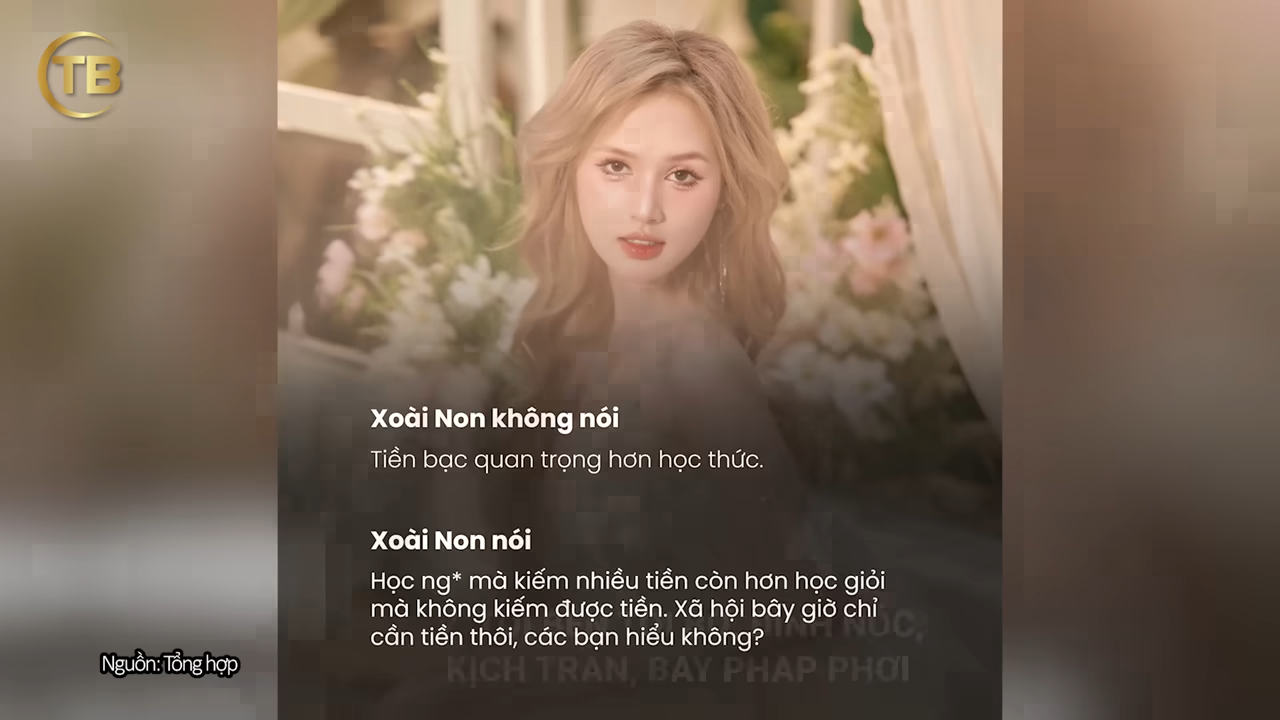 TB
Xoài Non không nói
Tiền bạc quan trọng hơn học thức.
Xoài Non nói
Học ng* mà kiếm nhiều tiền còn hơn học giỏi
mà không kiếm được tiền. Xã hội bây giờ chỉ
cần tiền thôi, các bạn hiểu không?
KỊCH TRẦN, BAY PHẤP PHỚI
Nguồn: Tổng hợp